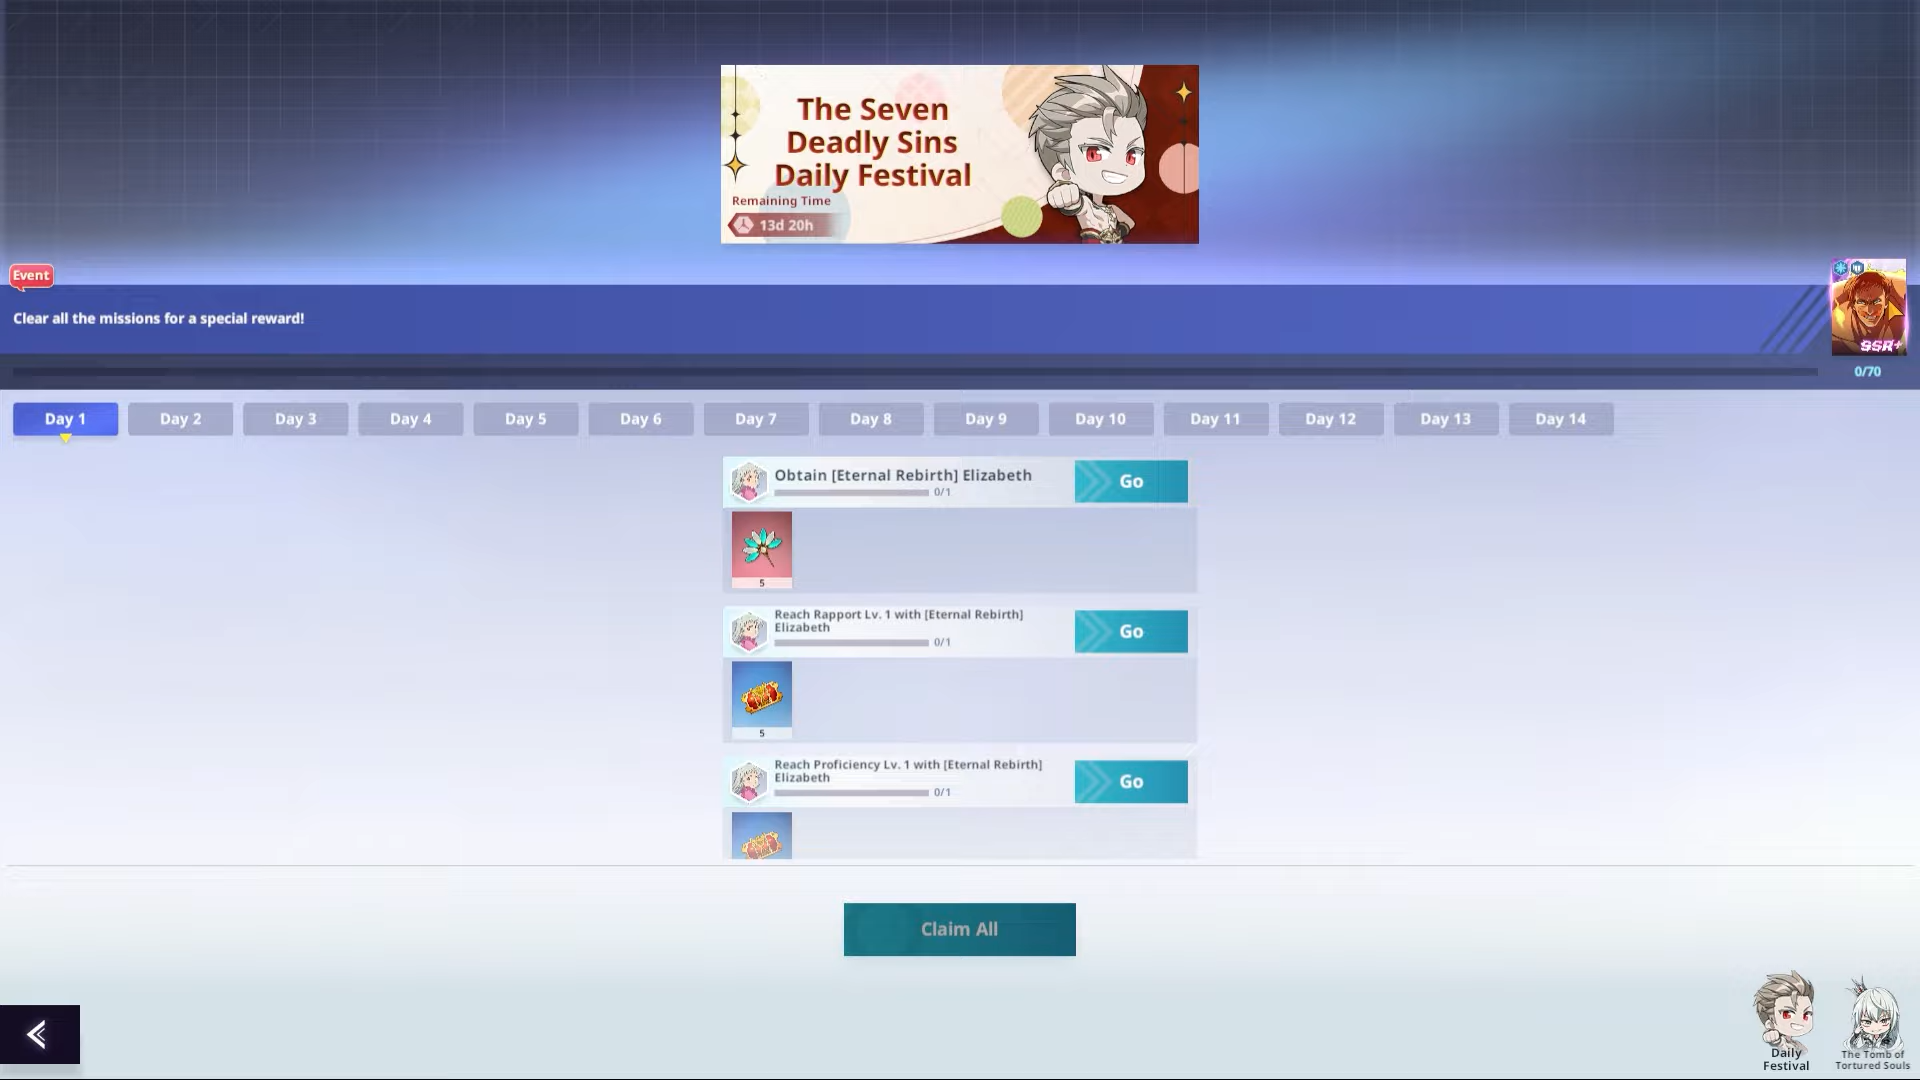 The Seven
Deadly Sins
Daily Festival
Remaining Time
13d 20h
Event
Clear all the missions for a special reward!
SSR+
0/70
Day 1
Day 2
Day 3
Day 4
Day 5
Day 6
Day 7
Day 8
Day 9
Day 10
Day 11
Day 12
Day 13
Day 14
Obtain [Eternal Rebirth] Elizabeth
0/1
Go
5
Reach Rapport Lv. 1 with [Eternal Rebirth]
Elizabeth
0/1
Go
5
Reach Proficiency Lv. 1 with [Eternal Rebirth]
Elizabeth
0/1
Go
Claim All
Daily
Festival
The Tomb of
Tortured Souls